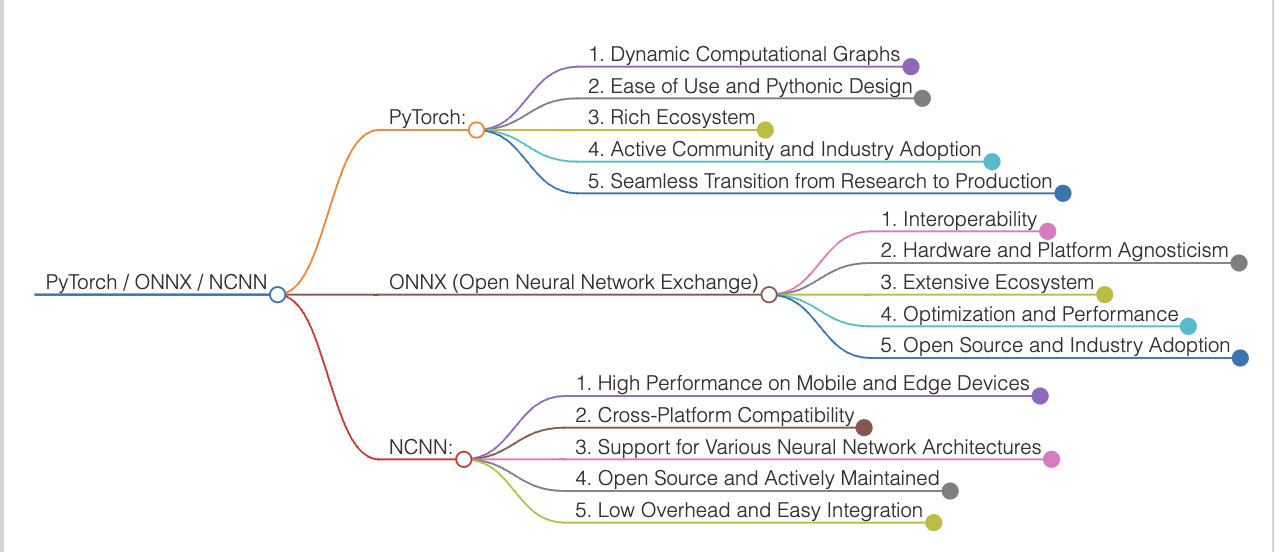 PyTorch / ONNX / NCNN
PyTorch:
1. Dynamic Computational Graphs
2. Ease of Use and Pythonic Design
3. Rich Ecosystem
4. Active Community and Industry Adoption
5. Seamless Transition from Research to Production
ONNX (Open Neural Network Exchange)
1. Interoperability
2. Hardware and Platform Agnosticism
3. Extensive Ecosystem
4. Optimization and Performance
5. Open Source and Industry Adoption
NCNN:
1. High Performance on Mobile and Edge Devices
2. Cross-Platform Compatibility
3. Support for Various Neural Network Architectures
4. Open Source and Actively Maintained
5. Low Overhead and Easy Integration